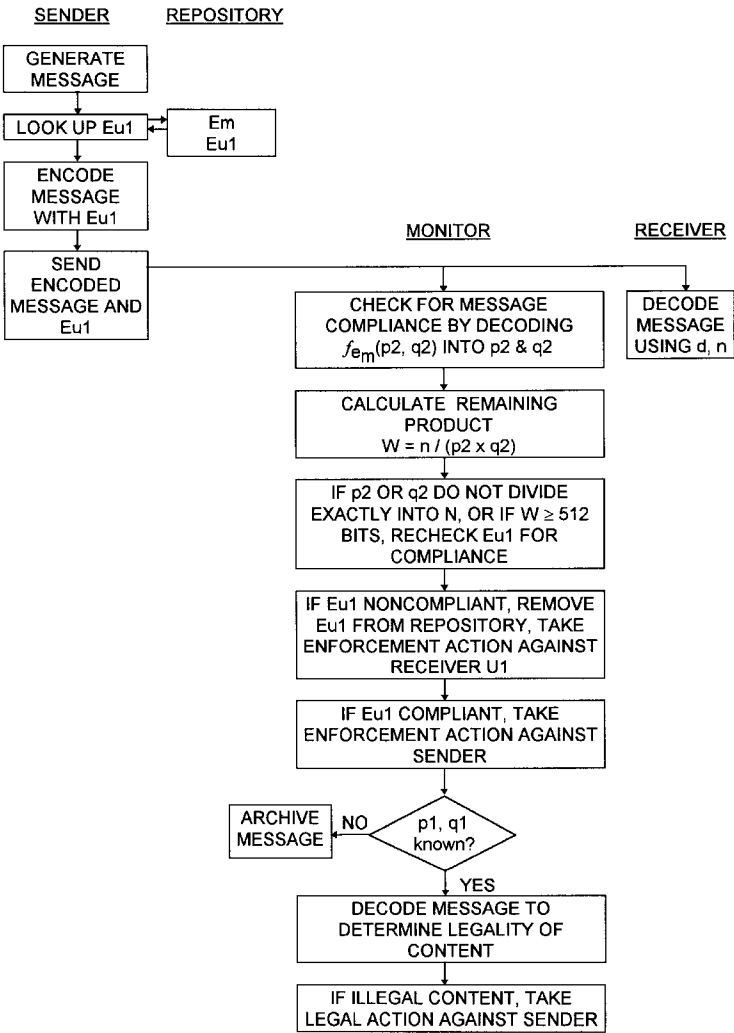 SENDER
REPOSITORY
GENERATE
MESSAGE
LOOK UP Eu1
Em
Eu1
ENCODE
MESSAGE
WITH Eu1
SEND
ENCODED
MESSAGE AND
Eu1
MONITOR
RECEIVER
CHECK FOR MESSAGE
COMPLIANCE BY DECODING
fem(p2, q2) INTO p2 & q2
DECODE
MESSAGE
USING d, n
CALCULATE REMAINING
PRODUCT
W = n / (p2 x q2)
IF p2 OR q2 DO NOT DIVIDE
EXACTLY INTO N, OR IF W ≥ 512
BITS, RECHECK Eu1 FOR
COMPLIANCE
IF Eu1 NONCOMPLIANT, REMOVE
Eu1 FROM REPOSITORY, TAKE
ENFORCEMENT ACTION AGAINST
RECEIVER U1
IF Eu1 COMPLIANT, TAKE
ENFORCEMENT ACTION AGAINST
SENDER
ARCHIVE
MESSAGE
NO
p1, q1
known?
YES
DECODE MESSAGE TO
DETERMINE LEGALITY OF
CONTENT
IF ILLEGAL CONTENT, TAKE
LEGAL ACTION AGAINST SENDER